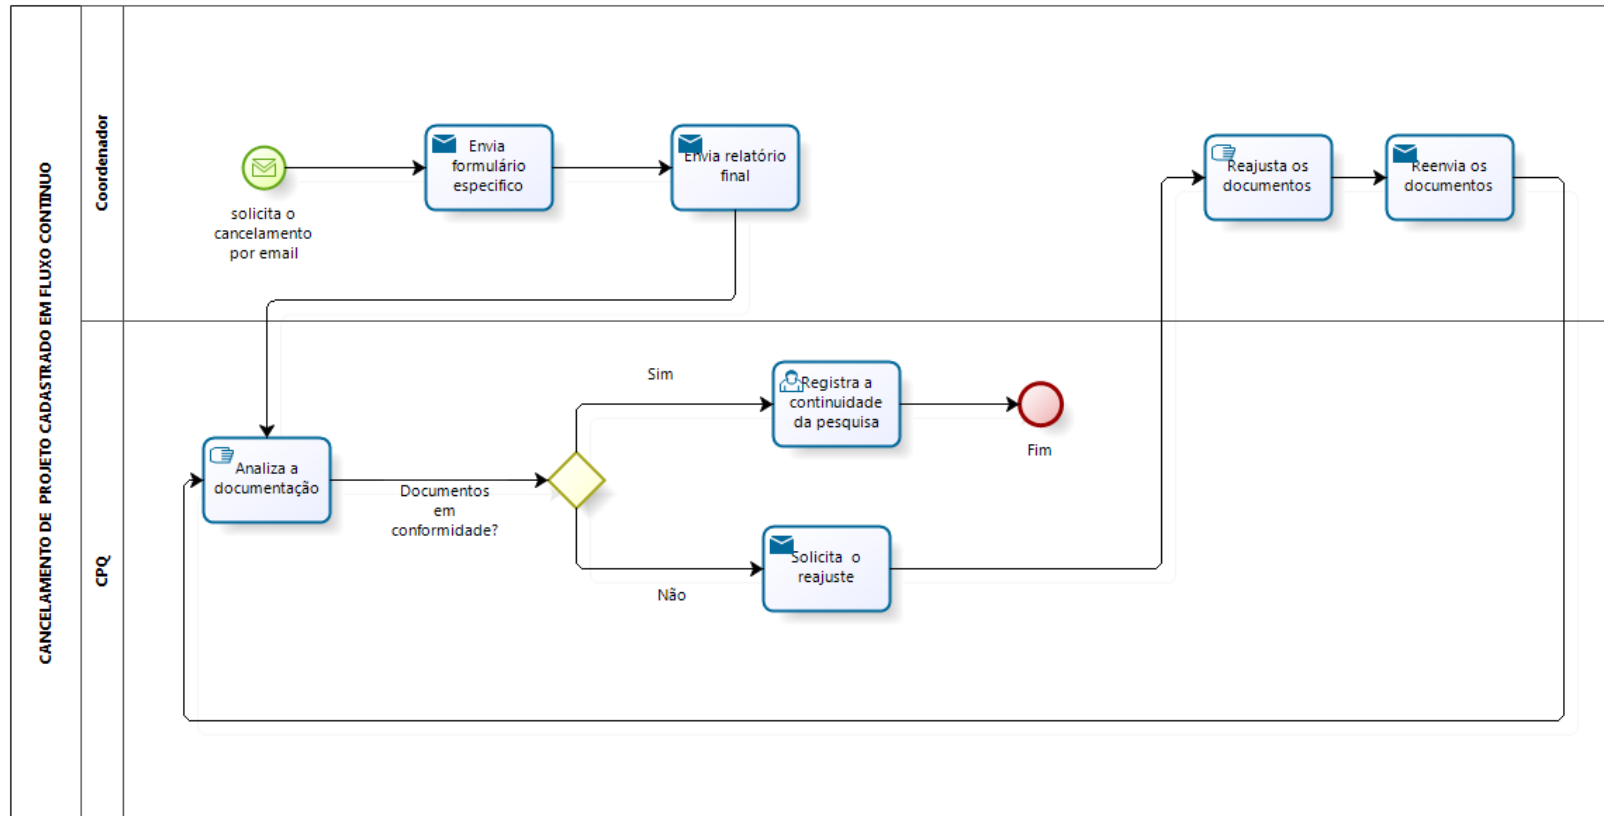 CANCELAMENTO DE PROJETO CADASTRADO EM FLUXO CONTINUO
Coordenador
solicita o
cancelamento
por email
Envia
formulário
especifico
Envia relatório
final
Reajusta os
documentos
Reenvia os
documentos
CPQ
Analiza a
documentação
Documentos
em
conformidade?
Sim
Registra a
continuidade
da pesquisa
Fim
Não
Solicita o
reajuste